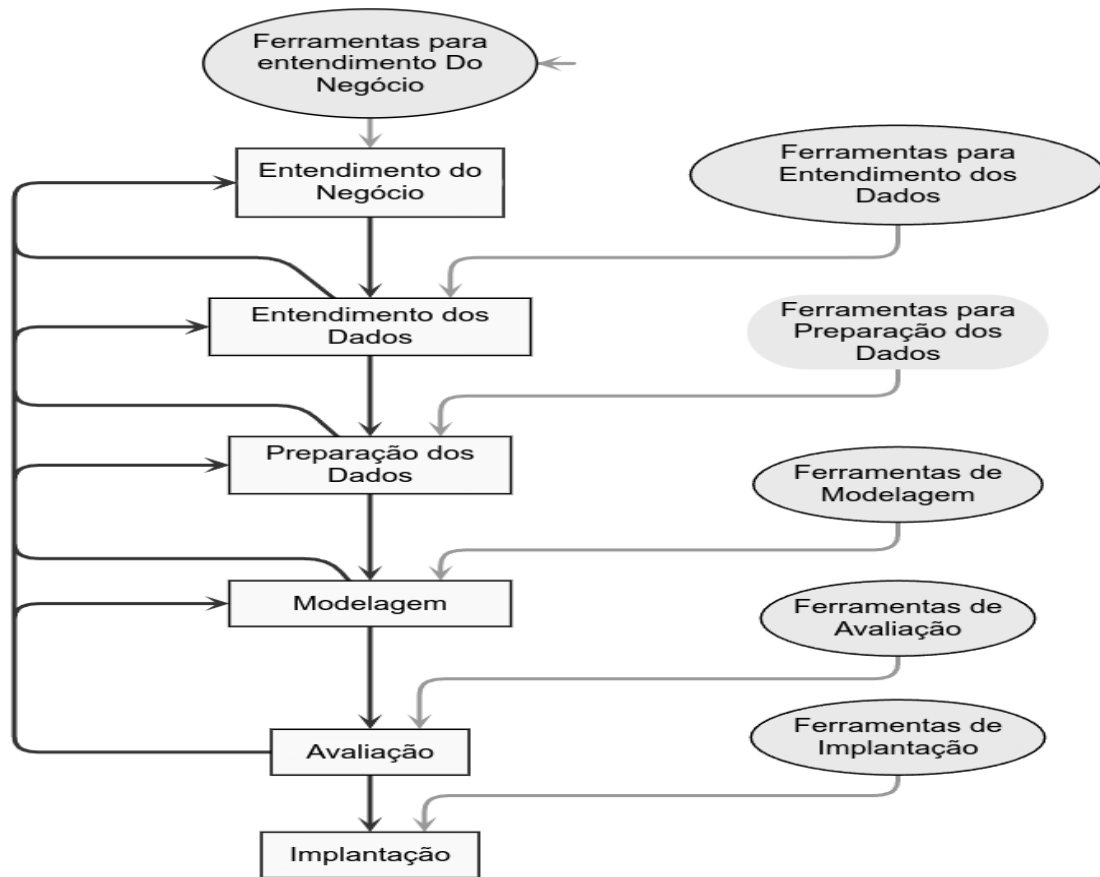 Ferramentas para
entendimento Do
Negócio
Entendimento do
Negócio
Ferramentas para
Entendimento dos
Dados
Entendimento dos
Dados
Ferramentas para
Preparação dos
Dados
Preparação dos
Dados
Ferramentas de
Modelagem
Modelagem
Ferramentas de
Avaliação
Avaliação
Ferramentas de
Implantação
Implantação